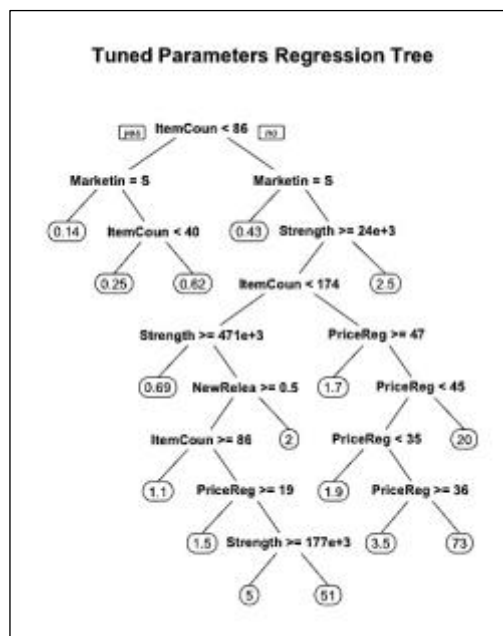 Tuned Parameters Regression Tree
yes ItemCoun < 86 no
Marketin = S Marketin = S
0.14 ItemCoun < 40 0.43 Strength >= 24e+3
0.25 0.62 ItemCoun < 174 2.5
Strength >= 471e+3 PriceReg >= 47
0.69 NewRelea >= 0.5 1.7 PriceReg < 45
ItemCoun >= 86 2 PriceReg < 35 20
1.1 PriceReg >= 19 1.9 PriceReg >= 36
1.5 Strength >= 177e+3 3.5 73
5 51